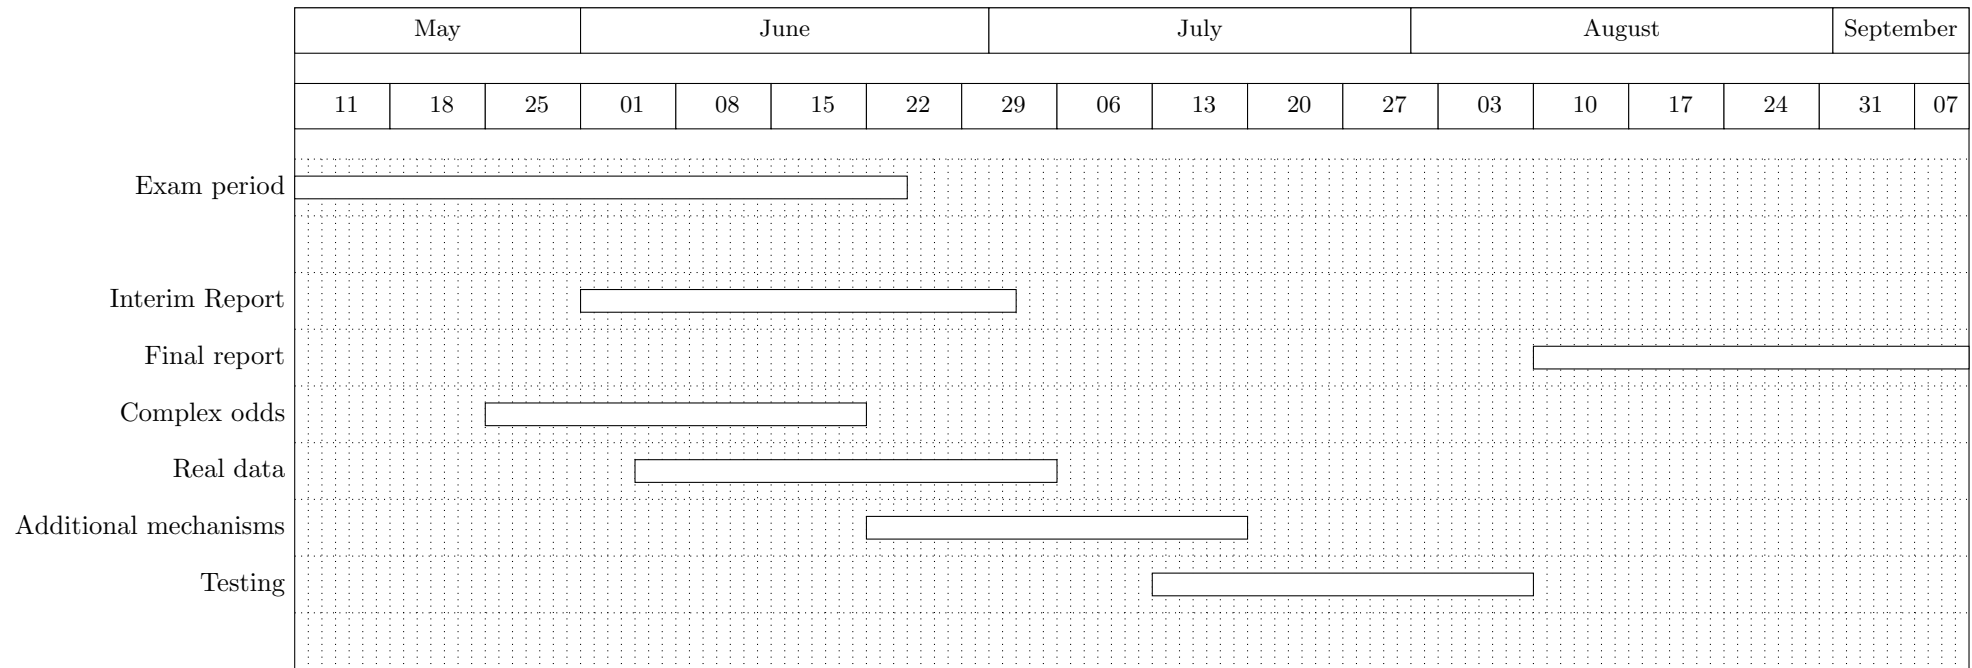 May June July August September
11 18 25 01 08 15 22 29 06 13 20 27 03 10 17 24 31 07
Exam period
Interim Report
Final report
Complex odds
Real data
Additional mechanisms
Testing